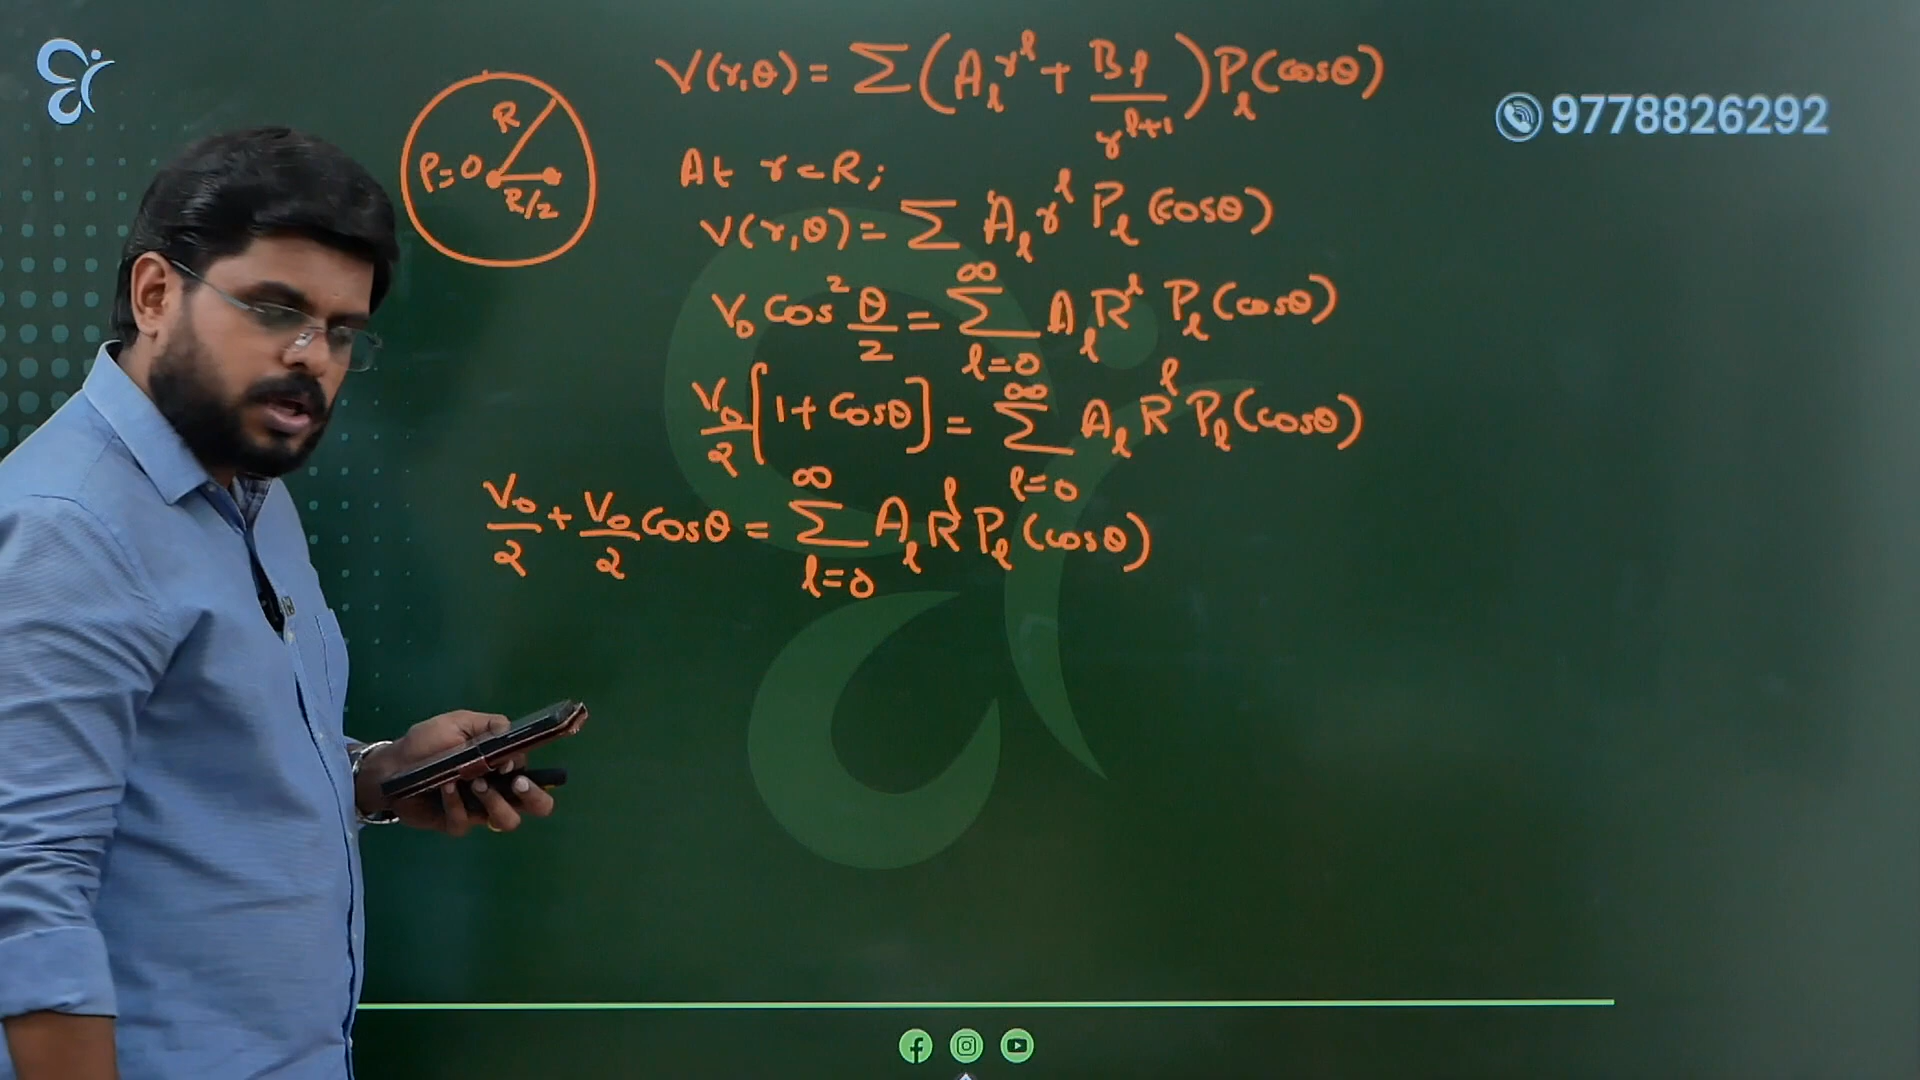 V(r,θ) = Σ(A_l r^l + B_l/r^(l+1)) P_l(cosθ)
9778826292
R
P=0
R/2
At r<R;
V(r,θ) = Σ A_l r^l P_l(cosθ)
V₀ Cos² θ/2 = Σ_(l=0)^∞ A_l R^l P_l(cosθ)
V₀/2 [1 + Cosθ] = Σ_(l=0)^∞ A_l R^l P_l(cosθ)
V₀/2 + V₀/2 Cosθ = Σ_(l=0)^∞ A_l R^l P_l(cosθ)